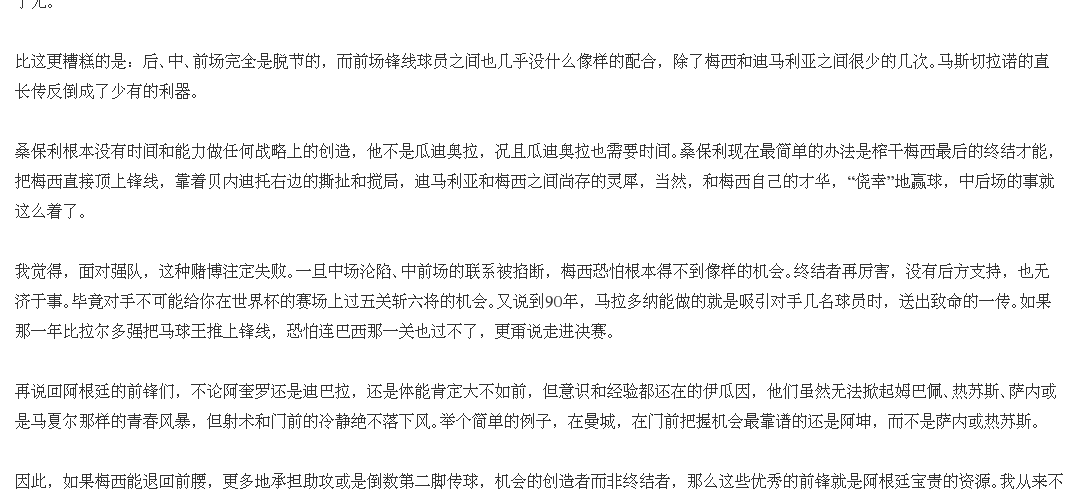 了无。
比这更糟糕的是：后、中、前场完全是脱节的，而前场锋线球员之间也几乎没什么像样的配合，除了梅西和迪马利亚之间很少的几次。马斯切拉诺的直
长传反倒成了少有的利器。
桑保利根本没有时间和能力做任何战略上的创造，他不是瓜迪奥拉，况且瓜迪奥拉也需要时间。桑保利现在最简单的办法是榨干梅西最后的终结才能，
把梅西直接顶上锋线，靠着贝内迪托右边的撕扯和搅局，迪马利亚和梅西之间尚存的灵犀，当然，和梅西自己的才华，“侥幸”地赢球，中后场的事就
这么着了。
我觉得，面对强队，这种赌博注定失败。一旦中场沦陷、中前场的联系被掐断，梅西恐怕根本得不到像样的机会。终结者再厉害，没有后方支持，也无
济于事。毕竟对手不可能给你在世界杯的赛场上过五关斩六将的机会。又说到90年，马拉多纳能做的就是吸引对手几名球员时，送出致命的一传。如果
那一年比拉尔多强把马球王推上锋线，恐怕连巴西那一关也过不了，更甭说走进决赛。
再说回阿根廷的前锋们，不论阿奎罗还是迪巴拉，还是体能肯定大不如前，但意识和经验都还在的伊瓜因，他们虽然无法掀起姆巴佩、热苏斯、萨内或
是马夏尔那样的青春风暴，但射术和门前的冷静绝不落下风。举个简单的例子，在曼城，在门前把握机会最靠谱的还是阿坤，而不是萨内或热苏斯。
因此，如果梅西能退回前腰，更多地承担助攻或是倒数第二脚传球，机会的创造者而非终结者，那么这些优秀的前锋就是阿根廷宝贵的资源。我从来不